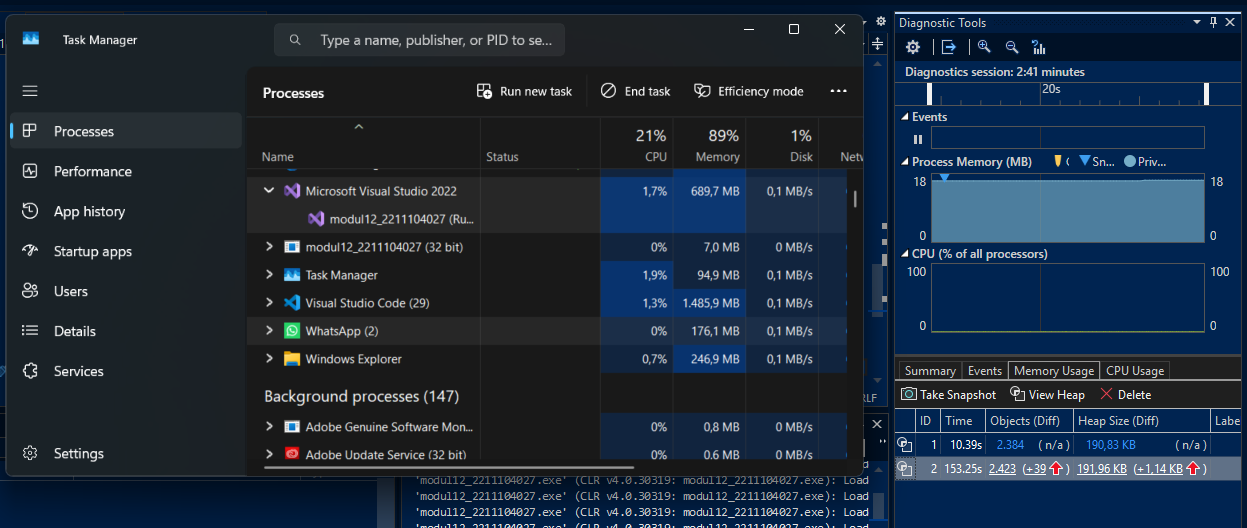 Task Manager
Type a name, publisher, or PID to se...
Processes
Run new task
End task
Efficiency mode
Processes
Performance
App history
Startup apps
Users
Details
Services
Settings
21% 89% 1%
Name Status CPU Memory Disk Netw
Microsoft Visual Studio 2022 1,7% 689,7 MB 0,1 MB/s
modul12_2211104027 (Ru...
modul12_2211104027 (32 bit) 0% 7,0 MB 0 MB/s
Task Manager 1,9% 94,9 MB 0,1 MB/s
Visual Studio Code (29) 1,3% 1.485,9 MB 0,1 MB/s
WhatsApp (2) 0% 176,1 MB 0,1 MB/s
Windows Explorer 0,7% 246,9 MB 0,1 MB/s
Background processes (147)
Adobe Genuine Software Mon... 0% 0,8 MB 0 MB/s
Adobe Update Service (32 bit) 0% 0,6 MB 0 MB/s
RLF
'modul12_2211104027.exe' (CLR v4.0.30319: modul12_2211104027.exe): Load
'modul12_2211104027.exe' (CLR v4.0.30319: modul12_2211104027.exe): Load
'modul12_2211104027.exe' (CLR v4.0.30319: modul12_2211104027.exe): Load
'modul12_2211104027.exe' (CLR v4.0.30319: modul12_2211104027.exe): Load
Diagnostic Tools
Diagnostics session: 2:41 minutes
20s
Events
Process Memory (MB) Sn... Priv...
18 18
0 0
CPU (% of all processors)
100 100
0 0
Summary Events Memory Usage CPU Usage
Take Snapshot View Heap Delete
ID Time Objects (Diff) Heap Size (Diff) Labe
1 10.39s 2.384 (n/a) 190,83 KB (n/a)
2 153.25s 2.423 (+39) 191,96 KB (+1,14 KB)